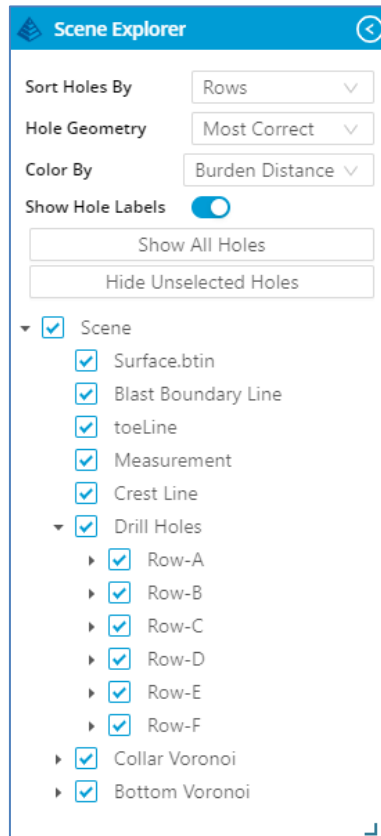 Scene Explorer
Sort Holes By Rows
Hole Geometry Most Correct
Color By Burden Distance
Show Hole Labels
Show All Holes
Hide Unselected Holes
Scene
Surface.btin
Blast Boundary Line
toeLine
Measurement
Crest Line
Drill Holes
Row-A
Row-B
Row-C
Row-D
Row-E
Row-F
Collar Voronoi
Bottom Voronoi